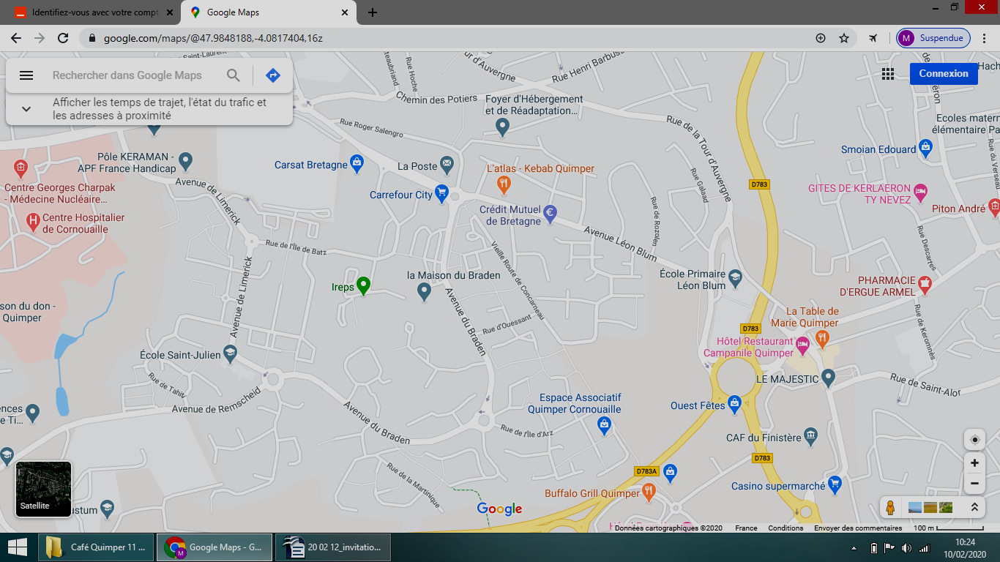 Identifiez-vous avec votre compt
Google Maps
google.com/maps/@47.9848188,-4.0817404,16z
M
Suspendue
Rechercher dans Google Maps
Afficher les temps de trajet, l'état du trafic et
les adresses à proximité
Connexion
Saint-Laurent
Rue Hoche
d'Auvergne
Rue Henri Barbuss
Chemin des Potiers
Foyer d'Hébergement
et de Réadaptation...
Rue Roger Salengro
Rue de la Tour d'Auvergne
Ecoles matern
élémentaire Pa
Smoian Edouard
Rue du Verseau
Pôle KERAMAN -
APF France Handicap
Carsat Bretagne
La Poste
L'atlas - Kebab Quimper
Rue Galaad
D783
Centre Georges Charpak
- Médecine Nucléaire...
Avenue de Limerick
Carrefour City
GITES DE KERLAERON
TY NEVEZ
Crédit Mutuel
de Bretagne
€
Rue de Rozolen
Piton André
H
Centre Hospitalier
de Cornouaille
Avenue Léon Blum
Rue Descartes
Rue de l'Île de Batz
Vieille Route de Concarneau
Avenue de Limerick
la Maison du Braden
Ireps
École Primaire
Léon Blum
PHARMACIE
D'ERGUE ARMEL
son du don -
Quimper
Avenue du Braden
Rue d'Ouessant
La Table de
Marie Quimper
Rue de Keronnès
D783
Hôtel Restaurant
Campanile Quimper
École Saint-Julien
LE MAJESTIC
Rue de Saint-Alor
Rue de Tahiti
Avenue de Remscheid
Espace Associatif
Quimper Cornouaille
Ouest Fêtes
ences
e Ti...
Avenue du Braden
Rue de l'Île d'Arz
CAF du Finistère
D783
Rue de la Martinique
D783A
Casino supermarché
Buffalo Grill Quimper
Satellite
ustum
Google
Données cartographiques ©2020
France
Conditions
Envoyer des commentaires
100 m
Café Quimper 11 ...
Google Maps - G...
20 02 12_invitatio...
10:24
10/02/2020